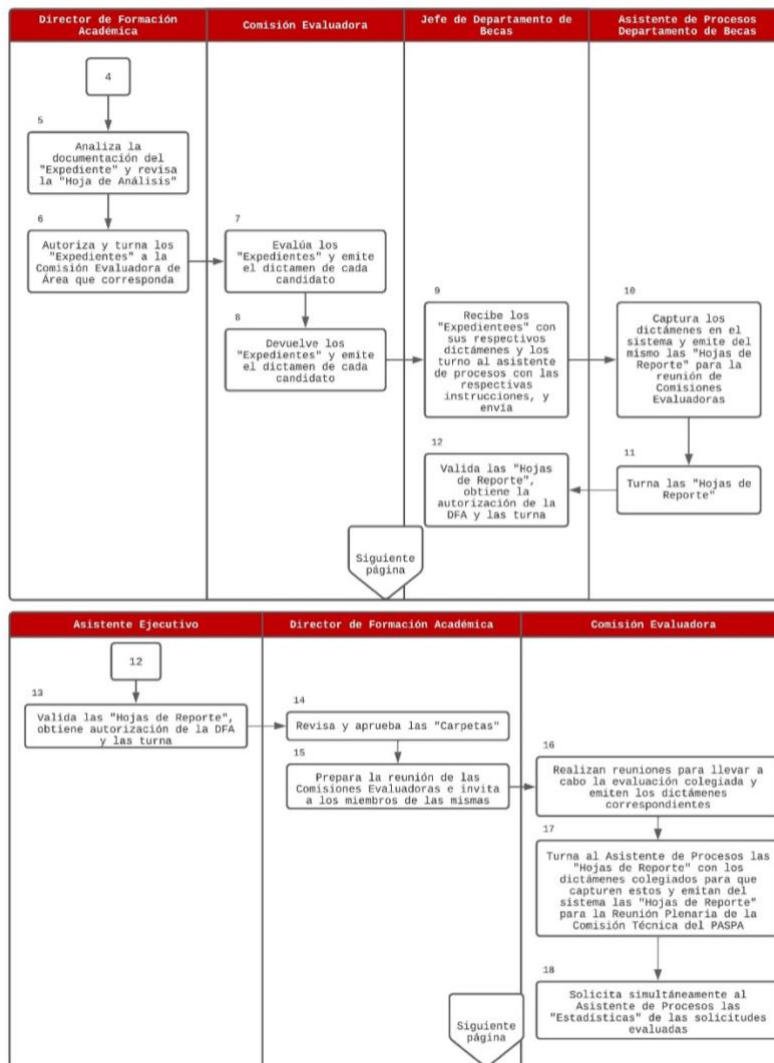 Director de Formación
Académica
Comisión Evaluadora
Jefe de Departamento de
Becas
Asistente de Procesos
Departamento de Becas
4
5
Analiza la
documentación del
"Expediente" y revisa
la "Hoja de Análisis"
6
Autoriza y turna los
"Expedientes" a la
Comisión Evaluadora de
Área que corresponda
7
Evalúa los
"Expedientes" y emite
el dictamen de cada
candidato
8
Devuelve los
"Expedientes" y emite
el dictamen de cada
candidato
9
Recibe los
"Expedientees" con
sus respectivos
dictámenes y los
turno al asistente
de procesos con las
respectivas
instrucciones, y
envía
10
Captura los
dictámenes en el
sistema y emite del
mismo las "Hojas de
Reporte" para la
reunión de
Comisiones
Evaluadoras
11
Turna las "Hojas de
Reporte"
12
Valida las "Hojas
de Reporte",
obtiene la
autorización de la
DFA y las turna
Siguiente
página
Asistente Ejecutivo
Director de Formación Académica
Comisión Evaluadora
12
13
Valida las "Hojas de Reporte",
obtiene autorización de la DFA
y las turna
14
Revisa y aprueba las "Carpetas"
15
Prepara la reunión de las
Comisiones Evaluadoras e invita
a los miembros de las mismas
16
Realizan reuniones para llevar a
cabo la evaluación colegiada y
emiten los dictámenes
correspondientes
17
Turna al Asistente de Procesos las
"Hojas de Reporte" con los
dictámenes colegiados para que
capturen estos y emitan del
sistema las "Hojas de Reporte"
para la Reunión Plenaria de la
Comisión Técnica del PASPA
18
Solicita simultáneamente al
Asistente de Procesos las
"Estadísticas" de las solicitudes
evaluadas
Siguiente
página